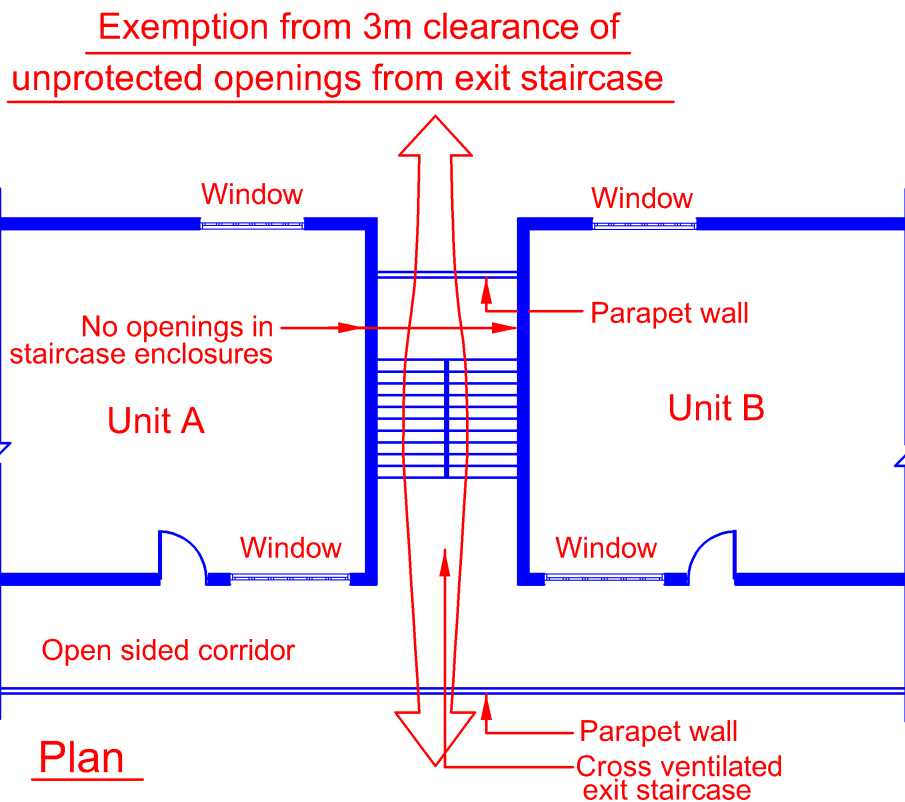 Exemption from 3m clearance of
unprotected openings from exit staircase
Window
Window
Parapet wall
No openings in
staircase enclosures
Unit A
Unit B
Window
Window
Open sided corridor
Parapet wall
Plan
Cross ventilated
exit staircase